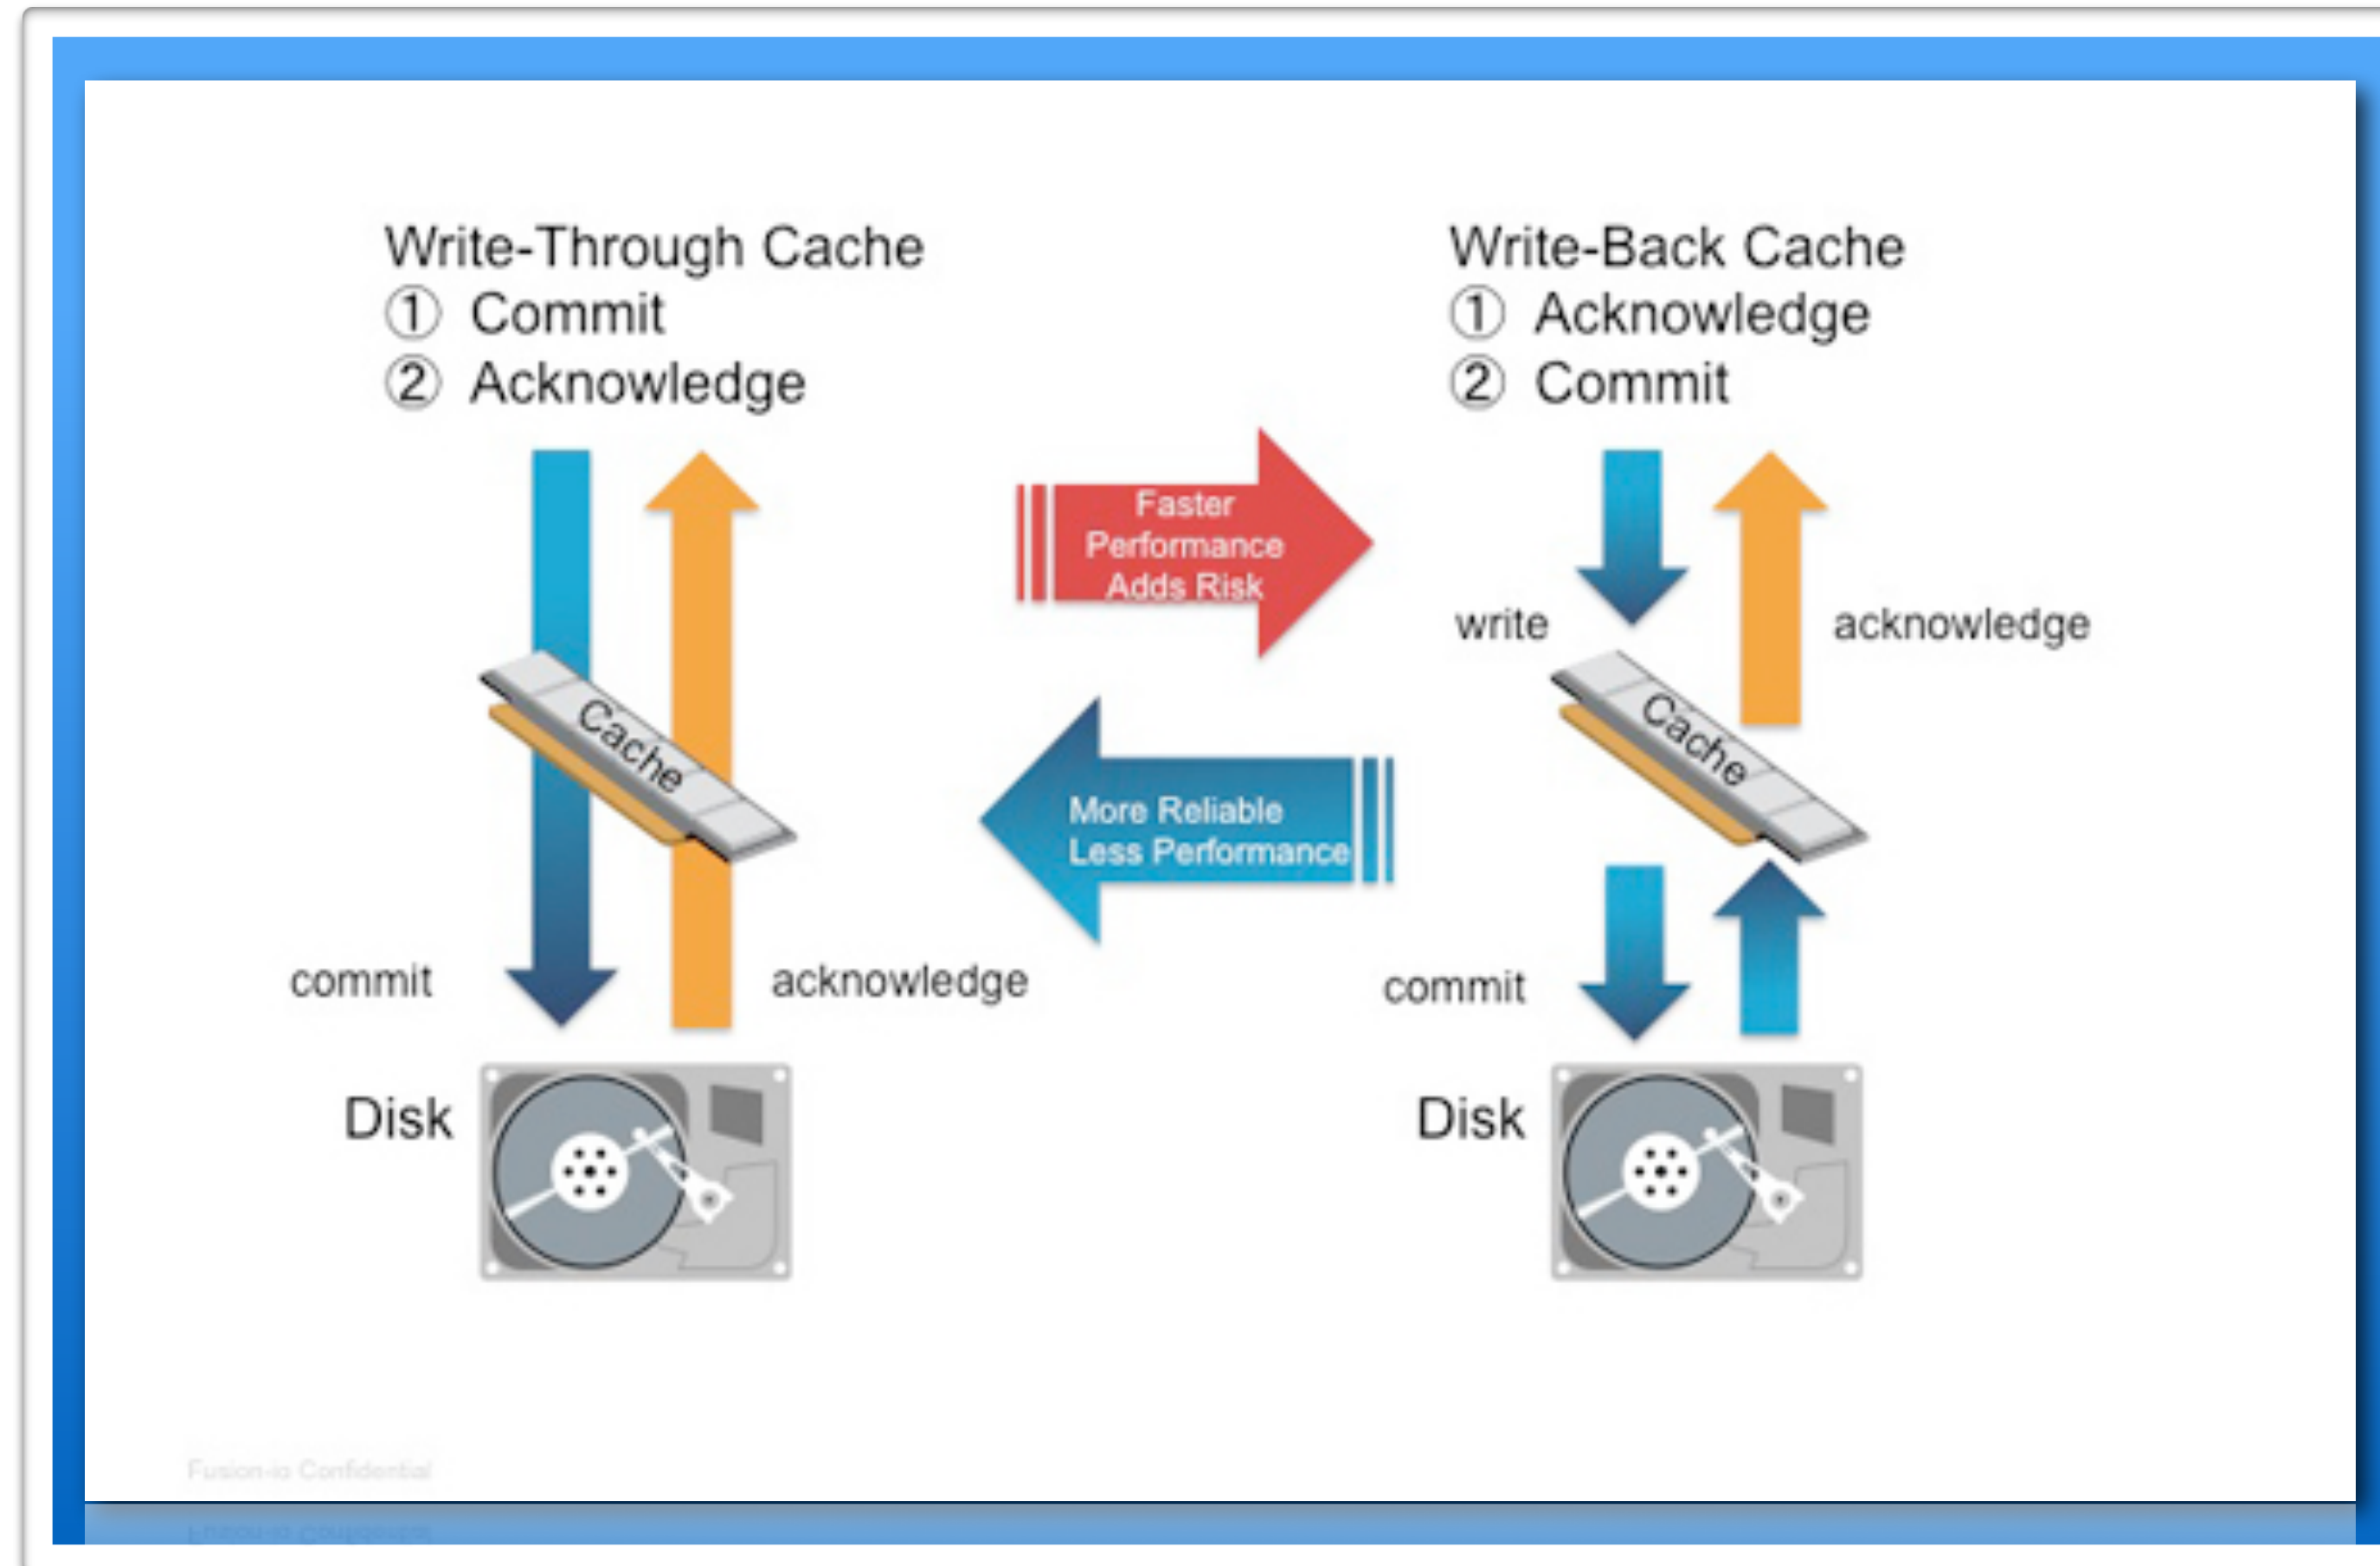 Write-Through Cache
① Commit
② Acknowledge
Write-Back Cache
① Acknowledge
② Commit
Faster
Performance
Adds Risk
write
acknowledge
Cache
Cache
More Reliable
Less Performance
commit
acknowledge
commit
Disk
Disk
Fusion-io Confidential